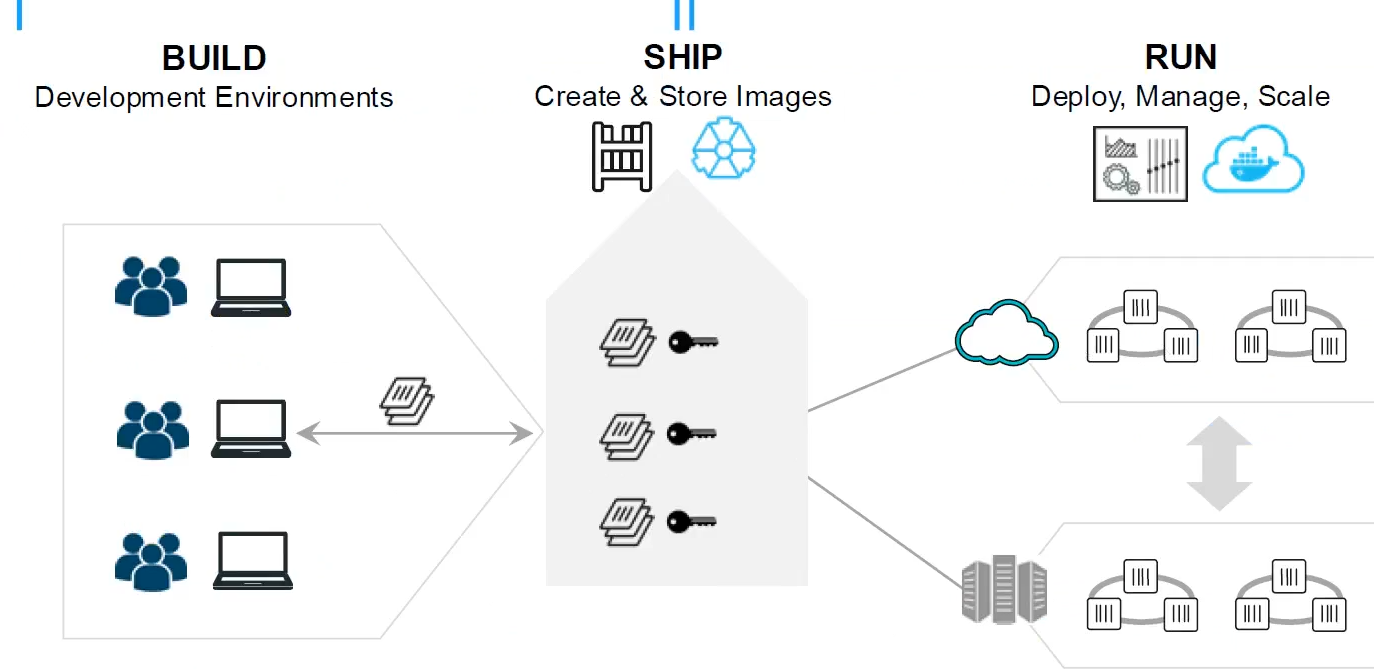 BUILD
Development Environments
SHIP
Create & Store Images
RUN
Deploy, Manage, Scale